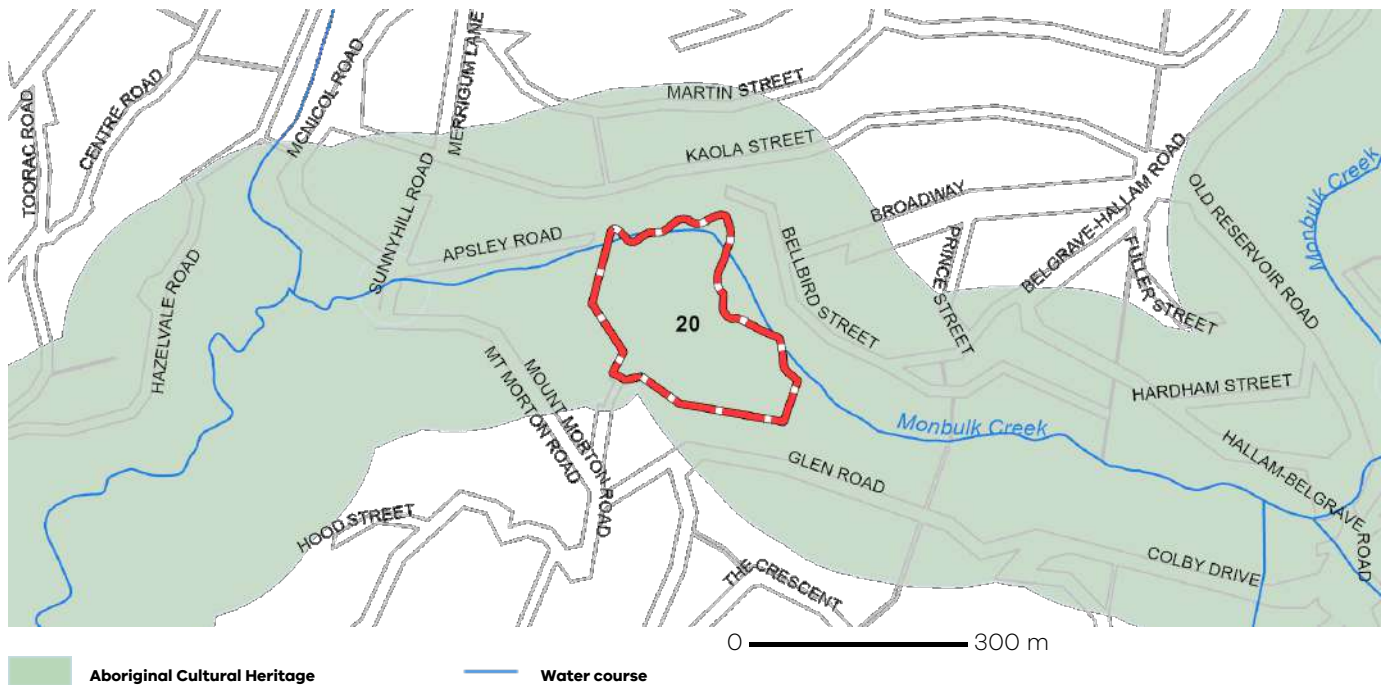 MARTIN STREET
MERRIGUM LANE
MCNICOL ROAD
CENTRE ROAD
TOORAC ROAD
KAOLA STREET
SUNNYHILL ROAD
BROADWAY
BELGRAVE-HALLAM ROAD
OLD RESERVOIR ROAD
Monbulk Creek
APSLEY ROAD
BELLBIRD STREET
PRINCE STREET
FULLER STREET
HAZELVALE ROAD
20
MT MORTON ROAD
MOUNT MORTON ROAD
HARDHAM STREET
Monbulk Creek
GLEN ROAD
HALLAM-BELGRAVE ROAD
HOOD STREET
COLBY DRIVE
THE CRESCENT
0 300 m
Aboriginal Cultural Heritage Water course